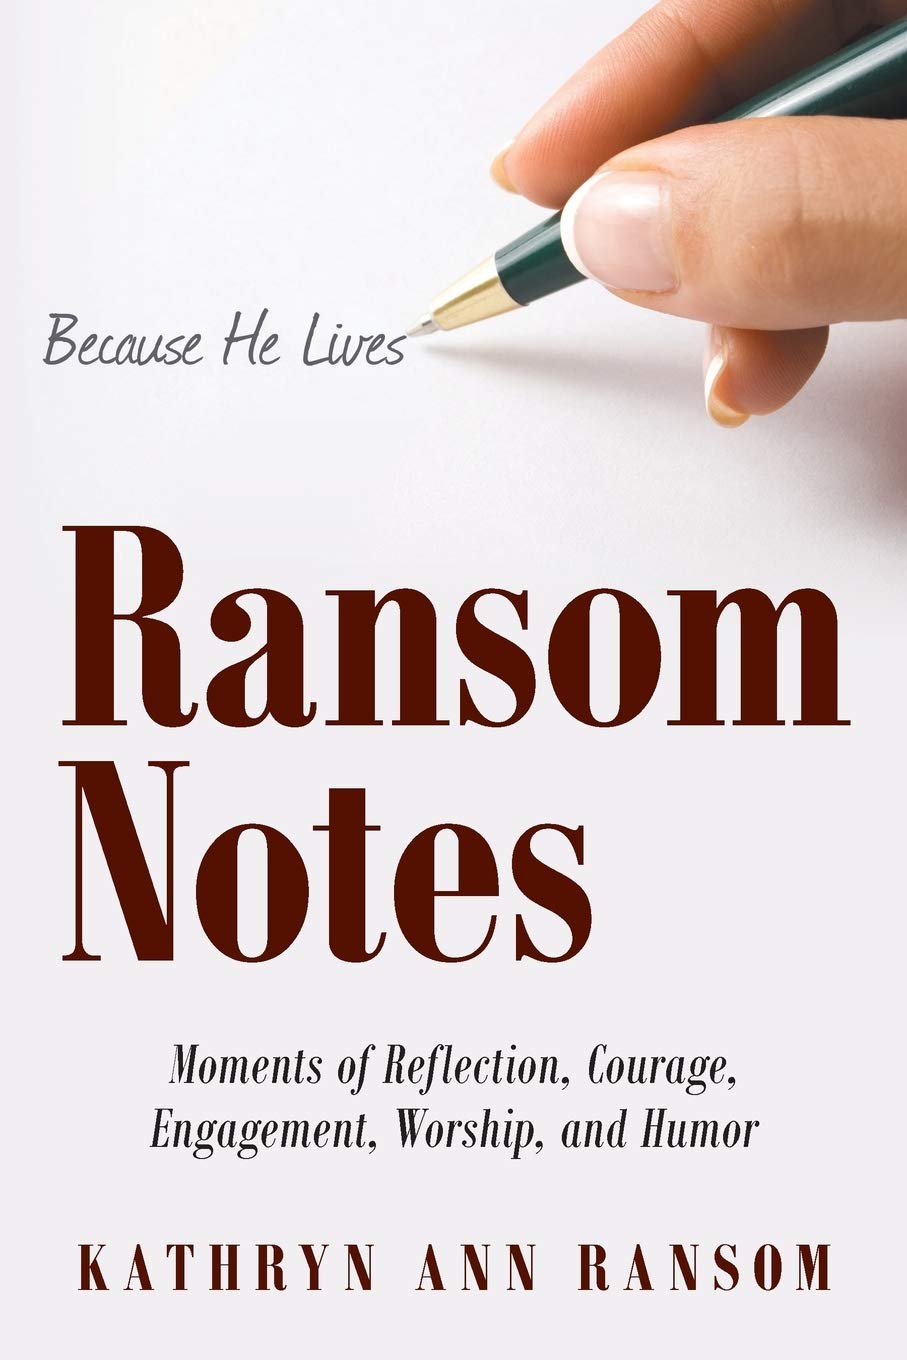 Because He Lives
Ransom
Notes
Moments of Reflection, Courage,
Engagement, Worship, and Humor
KATHRYN ANN RANSOM